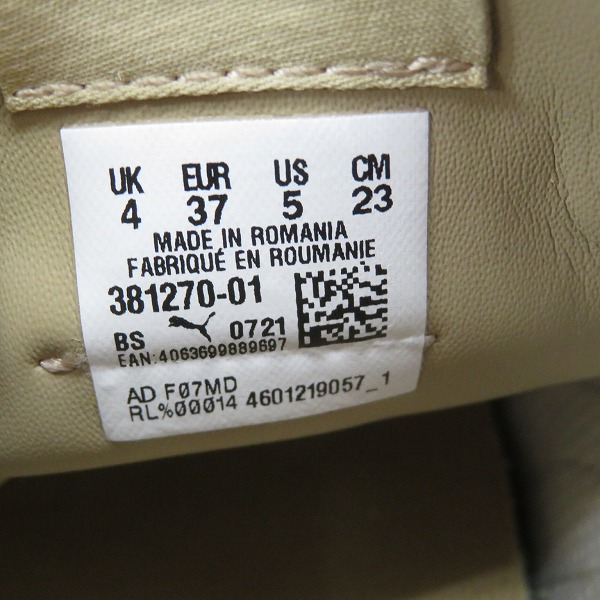 UK EUR US CM
4 37 5 23
MADE IN ROMANIA
FABRIQUÉ EN ROUMANIE
381270-01
BS 0721
EAN:4063699889697
AD F07MD
RL%00014 4601219057_1